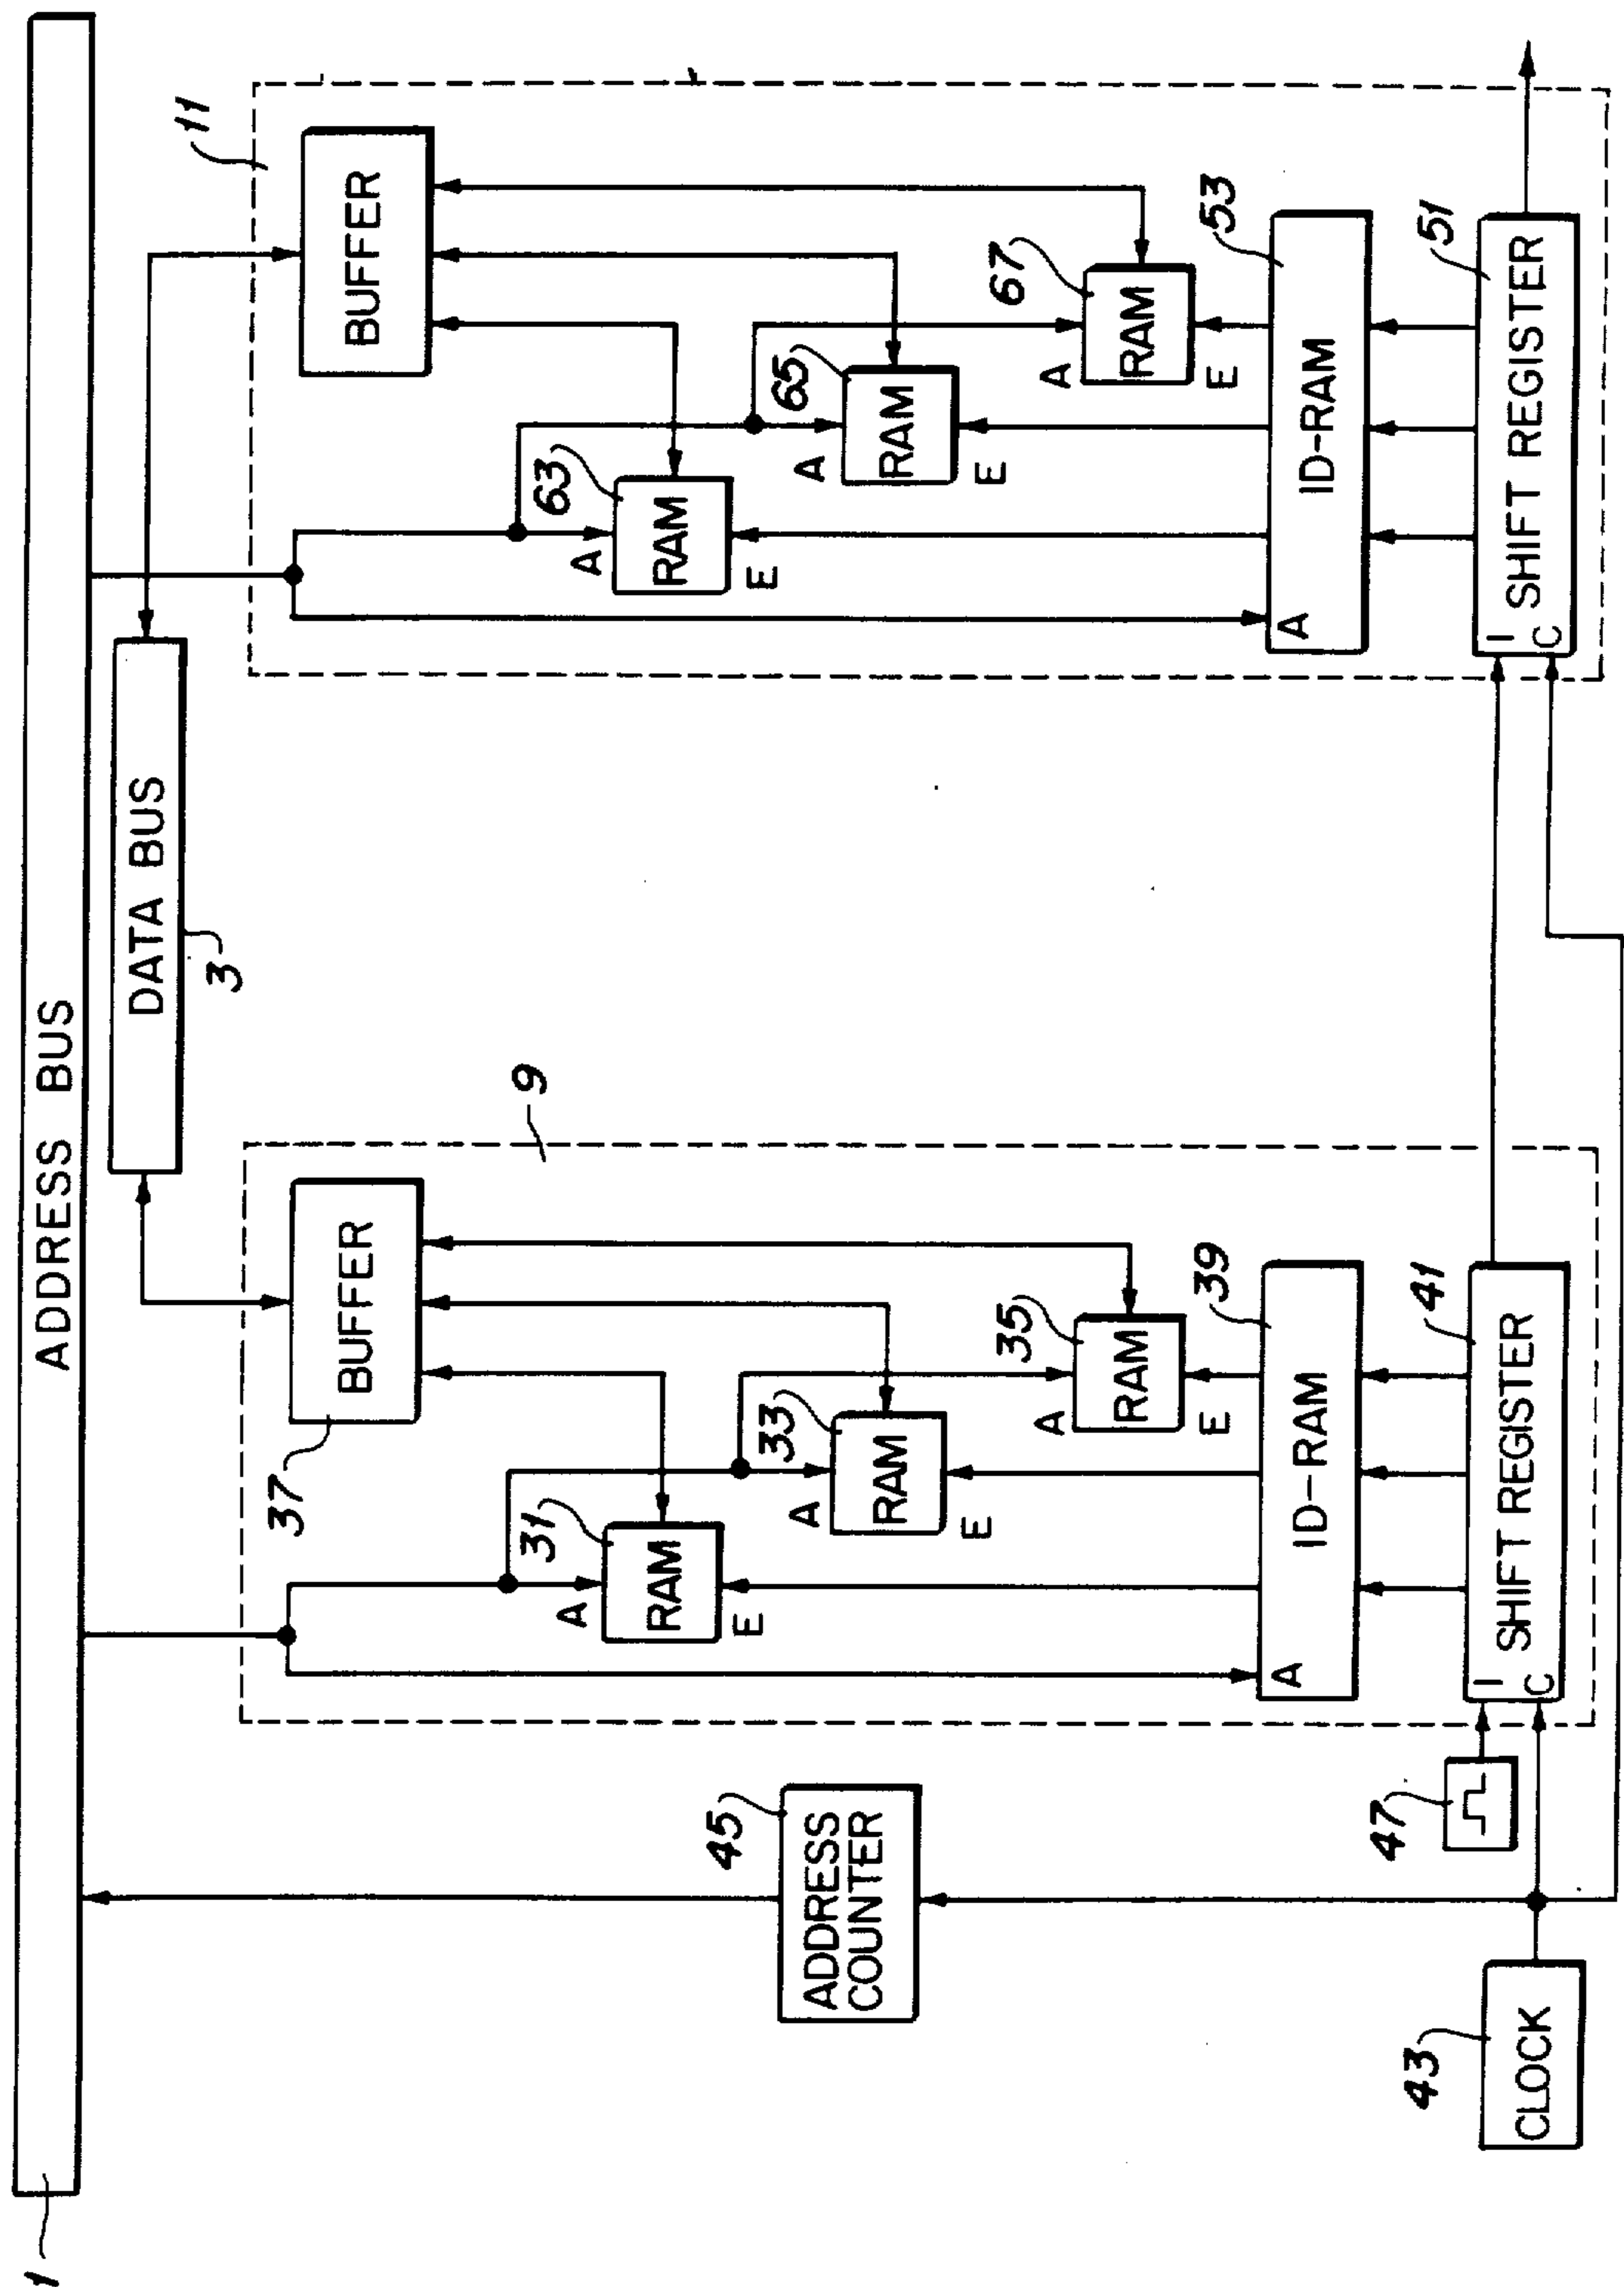 1
ADDRESS BUS
DATA BUS
3
9
11
37
BUFFER
BUFFER
31
RAM
A
E
33
RAM
A
E
35
RAM
A
E
39
A
ID-RAM
41
I
C
SHIFT REGISTER
63
RAM
A
E
65
RAM
A
E
67
RAM
A
E
53
A
ID-RAM
51
I
C
SHIFT REGISTER
45
ADDRESS
COUNTER
47
43
CLOCK